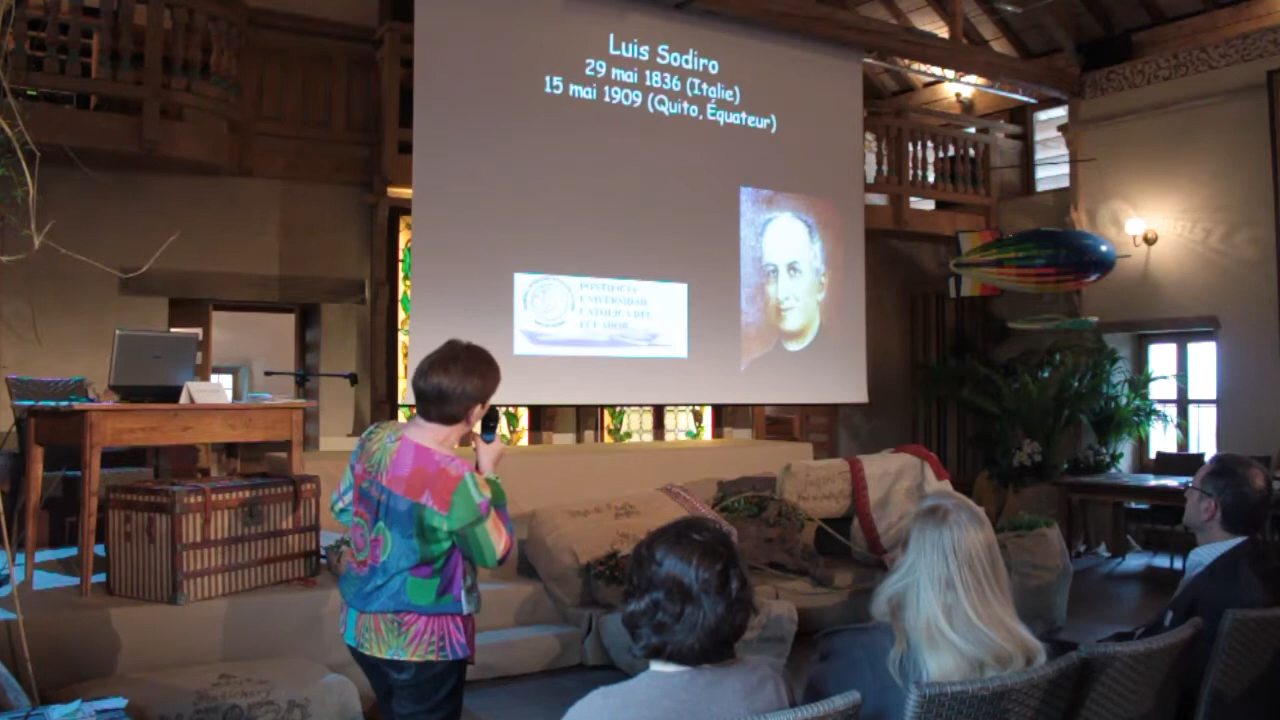 Luis Sodiro
29 mai 1836 (Italie)
15 mai 1909 (Quito, Équateur)
PONTIFICIA
UNIVERSIDAD
CATOLICA DEL
ECUADOR